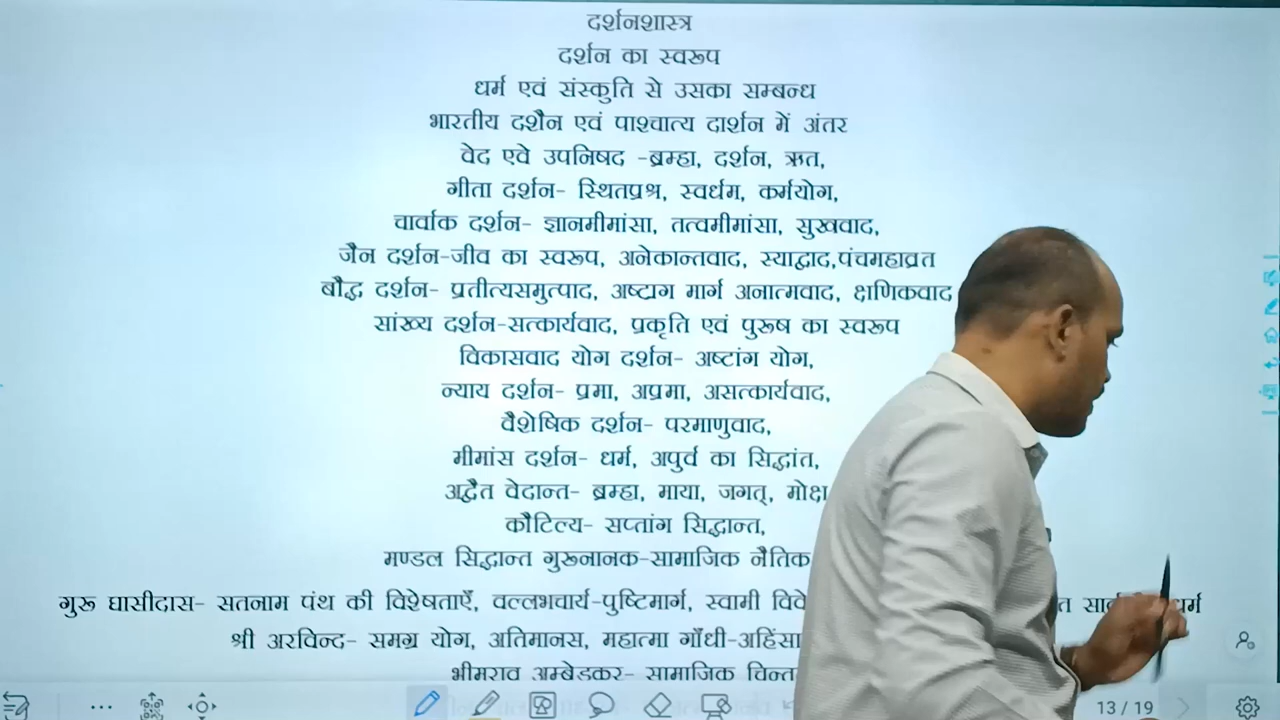 दर्शनशास्त्र
दर्शन का स्वरूप
धर्म एवं संस्कुति से उसका सम्बन्ध
भारतीय दशैन एवं पाश्चात्य दार्शन में अंतर
वेद एवे उपनिषद -ब्रम्हा, दर्शन, ऋत,
गीता दर्शन- स्थितप्रश्र, स्वर्धम, कर्मयोग,
चार्वाक दर्शन- ज्ञानमीमांसा, तत्वमीमांसा, सुखवाद,
जैन दर्शन-जीव का स्वरूप, अनेकान्तवाद, स्याद्वाद,पंचमहाव्रत
बौद्ध दर्शन- प्रतीत्यसमुत्पाद, अष्टाग मार्ग अनात्मवाद, क्षणिकवाद
सांख्य दर्शन-सत्कार्यवाद, प्रकृति एवं पुरूष का स्वरूप
विकासवाद योग दर्शन- अष्टांग योग,
न्याय दर्शन- प्रमा, अप्रमा, असत्कार्यवाद,
वैशेषिक दर्शन- परमाणुवाद,
मीमांस दर्शन- धर्म, अपुर्व का सिद्धांत,
अद्वैत वेदान्त- ब्रम्हा, माया, जगत्, मोक्ष
कौटिल्य- सप्तांग सिद्धान्त,
मण्डल सिद्धान्त गुरूनानक-सामाजिक नैतिक
गुरू घासीदास- सतनाम पंथ की विशेषताएँ, वल्लभचार्य-पुष्टिमार्ग, स्वामी
श्री अरविन्द- समग्र योग, अतिमानस, महात्मा गाँधी-अहिंसा
भीमराव अम्बेडकर- सामाजिक
13 / 19